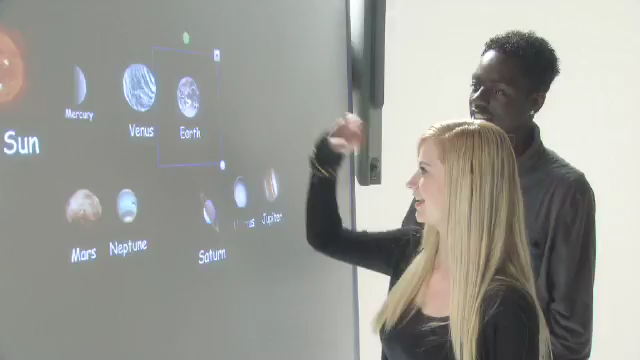 Sun
Mercury
Venus
Earth
Mars
Neptune
Saturn
Jupiter